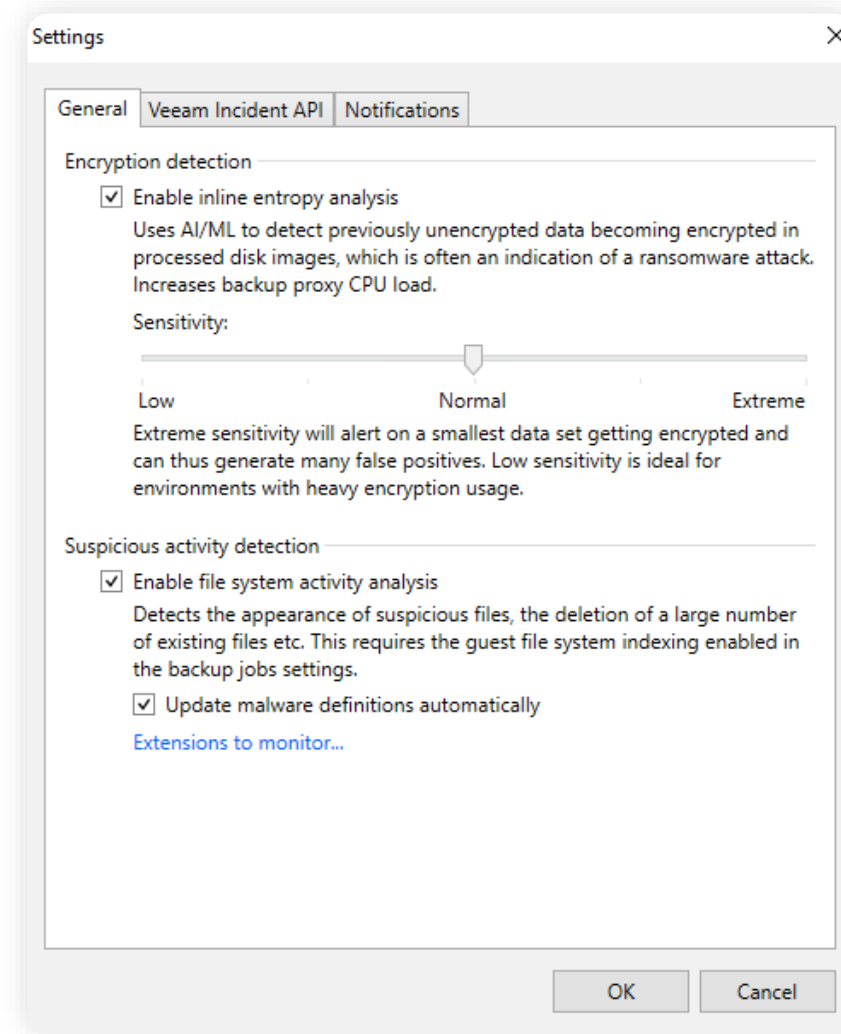 Settings
General Veeam Incident API Notifications
Encryption detection
Enable inline entropy analysis
Uses AI/ML to detect previously unencrypted data becoming encrypted in
processed disk images, which is often an indication of a ransomware attack.
Increases backup proxy CPU load.
Sensitivity:
Low Normal Extreme
Extreme sensitivity will alert on a smallest data set getting encrypted and
can thus generate many false positives. Low sensitivity is ideal for
environments with heavy encryption usage.
Suspicious activity detection
Enable file system activity analysis
Detects the appearance of suspicious files, the deletion of a large number
of existing files etc. This requires the guest file system indexing enabled in
the backup jobs settings.
Update malware definitions automatically
Extensions to monitor...
OK Cancel